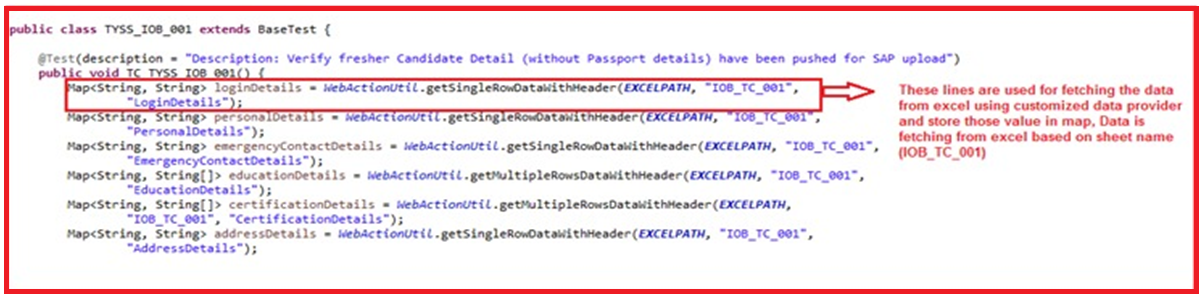 public class TYSS_IOB_001 extends BaseTest {
@Test(description = "Description: Verify fresher Candidate Detail (without Passport details) have been pushed for SAP upload")
public void TC_TYSS_IOB_001() {
Map<String, String> loginDetails = WebActionUtil.getSingleRowDataWithHeader(EXCELPATH, "IOB_TC_001",
"LoginDetails");
Map<String, String> personalDetails = WebActionUtil.getSingleRowDataWithHeader(EXCELPATH, "IOB_TC_001",
"PersonalDetails");
Map<String, String> emergencyContactDetails = WebActionUtil.getSingleRowDataWithHeader(EXCELPATH, "IOB_TC_001",
"EmergencyContactDetails");
Map<String, String[]> educationDetails = WebActionUtil.getMultipleRowsDataWithHeader(EXCELPATH, "IOB_TC_001",
"EducationDetails");
Map<String, String[]> certificationDetails = WebActionUtil.getMultipleRowsDataWithHeader(EXCELPATH,
"IOB_TC_001", "CertificationDetails");
Map<String, String> addressDetails = WebActionUtil.getSingleRowDataWithHeader(EXCELPATH, "IOB_TC_001",
"AddressDetails");
These lines are used for fetching the data
from excel using customized data provider
and store those value in map, Data is
fetching from excel based on sheet name
(IOB_TC_001)